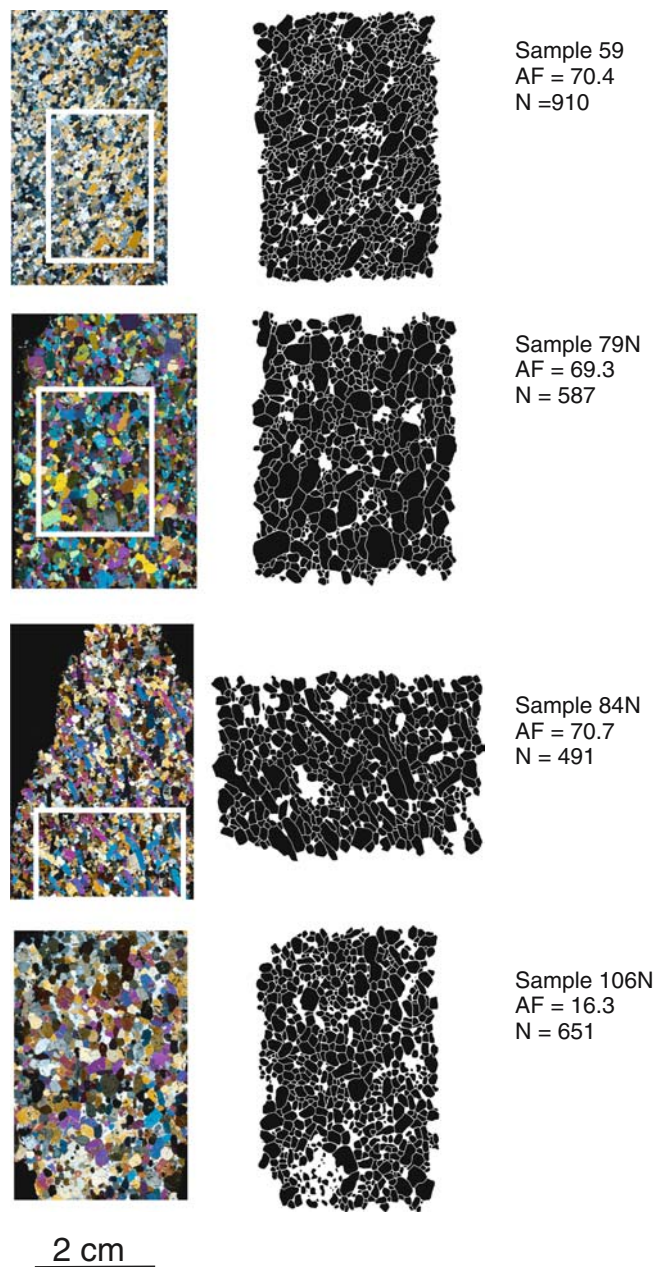 Sample 59
AF = 70.4
N =910
Sample 79N
AF = 69.3
N = 587
Sample 84N
AF = 70.7
N = 491
Sample 106N
AF = 16.3
N = 651
2 cm